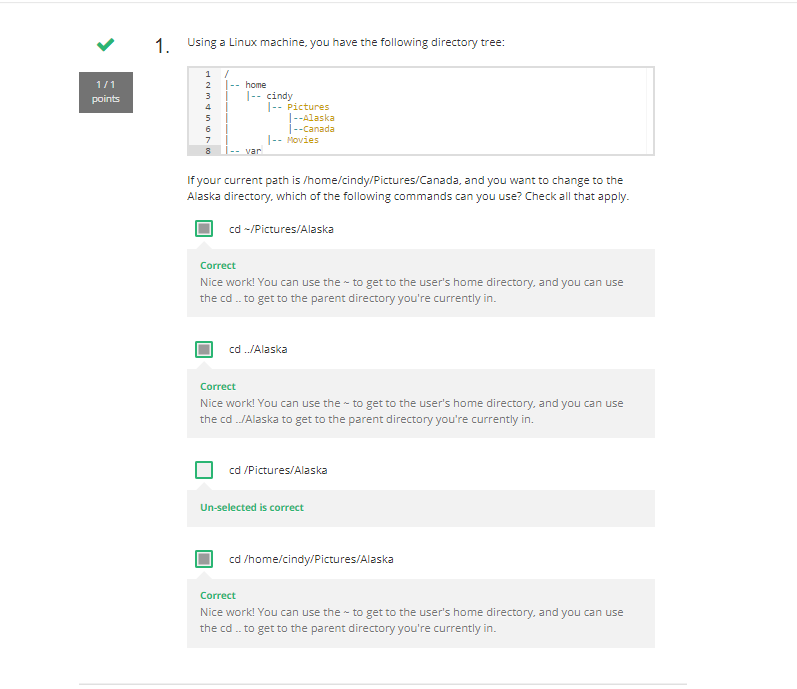 1. Using a Linux machine, you have the following directory tree:
1 / 1
points
1 /
2 |-- home
3 | |-- cindy
4 | |-- Pictures
5 | |--Alaska
6 | |--Canada
7 | |-- Movies
8 |-- var
If your current path is /home/cindy/Pictures/Canada, and you want to change to the
Alaska directory, which of the following commands can you use? Check all that apply.
cd ~/Pictures/Alaska
Correct
Nice work! You can use the ~ to get to the user's home directory, and you can use
the cd .. to get to the parent directory you're currently in.
cd ../Alaska
Correct
Nice work! You can use the ~ to get to the user's home directory, and you can use
the cd ../Alaska to get to the parent directory you're currently in.
cd /Pictures/Alaska
Un-selected is correct
cd /home/cindy/Pictures/Alaska
Correct
Nice work! You can use the ~ to get to the user's home directory, and you can use
the cd .. to get to the parent directory you're currently in.